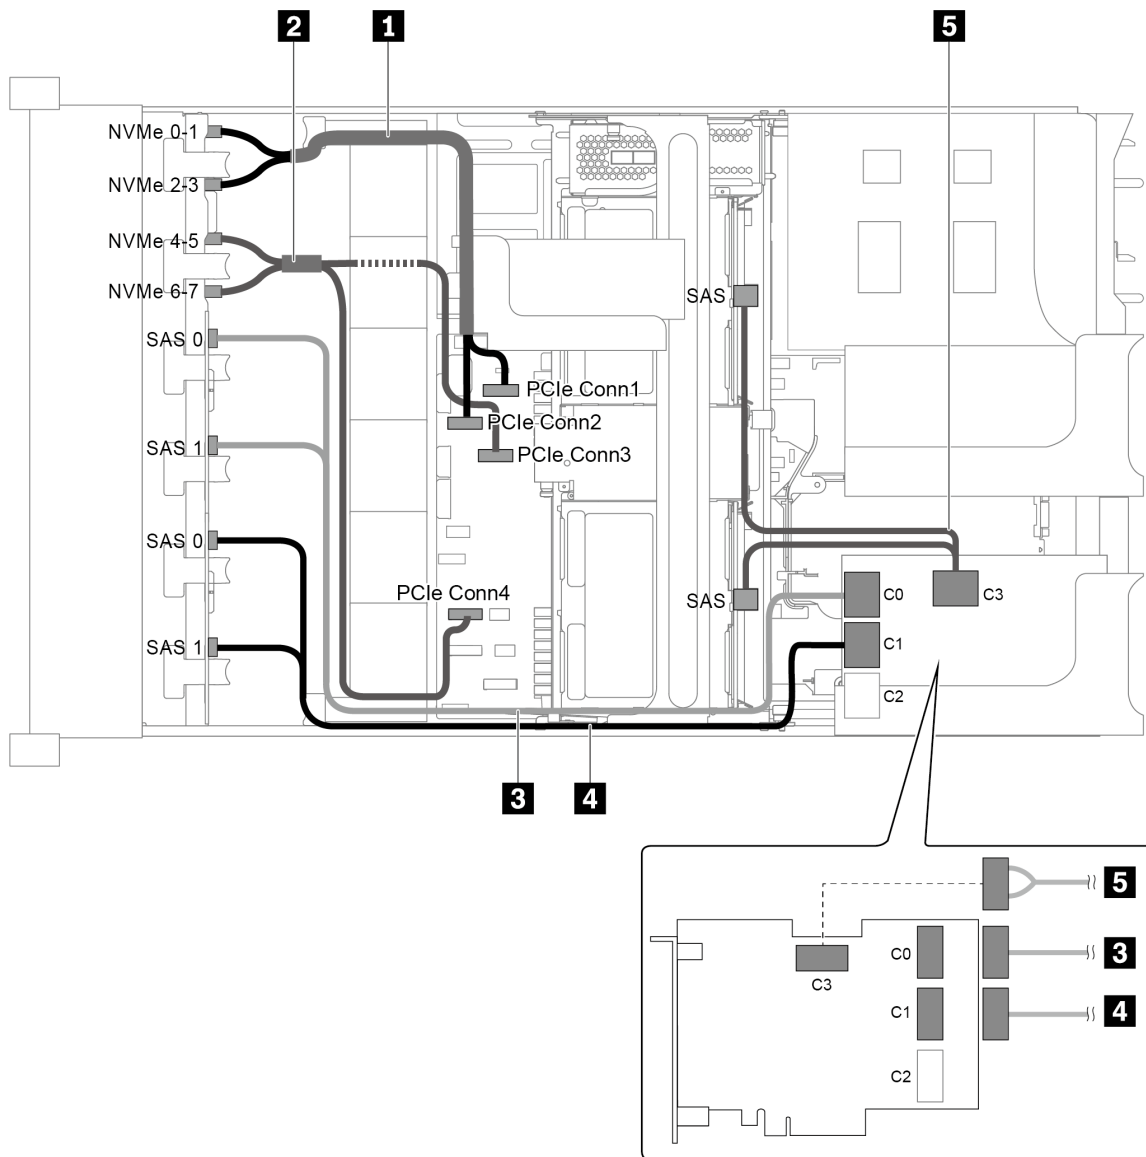 2
1
5
NVMe 0-1
NVMe 2-3
NVMe 4-5
NVMe 6-7
SAS
SAS 0
PCIe Conn1
PCIe Conn2
SAS 1
PCIe Conn3
SAS 0
PCIe Conn4
SAS
C0
C3
SAS 1
C1
C2
3
4
5
C0
3
C3
C1
4
C2